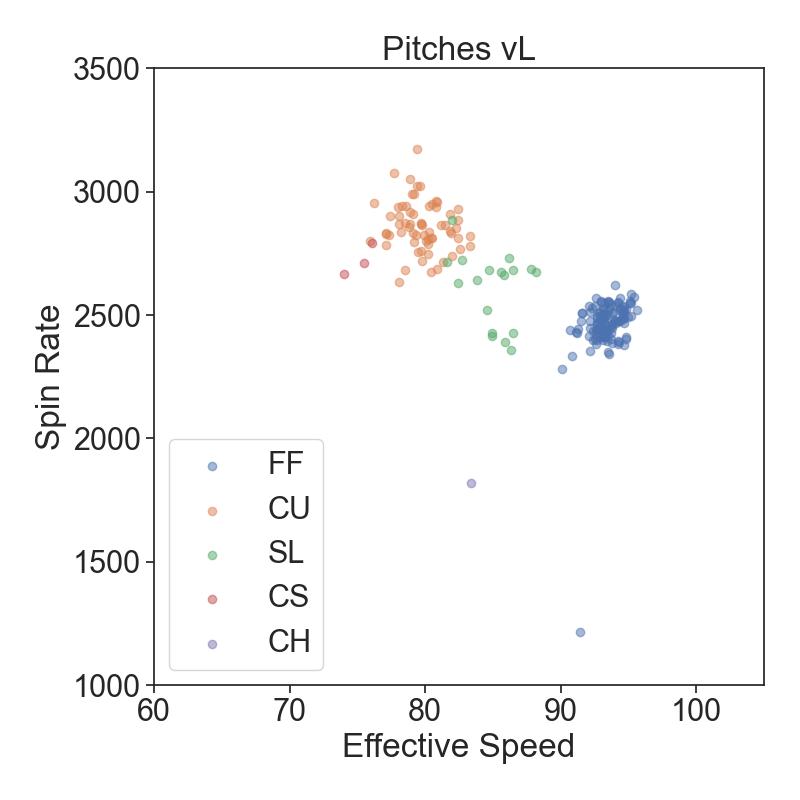 Pitches vL
3500
3000
2500
2000
1500
1000
Spin Rate
FF
CU
SL
CS
CH
60 70 80 90 100
Effective Speed